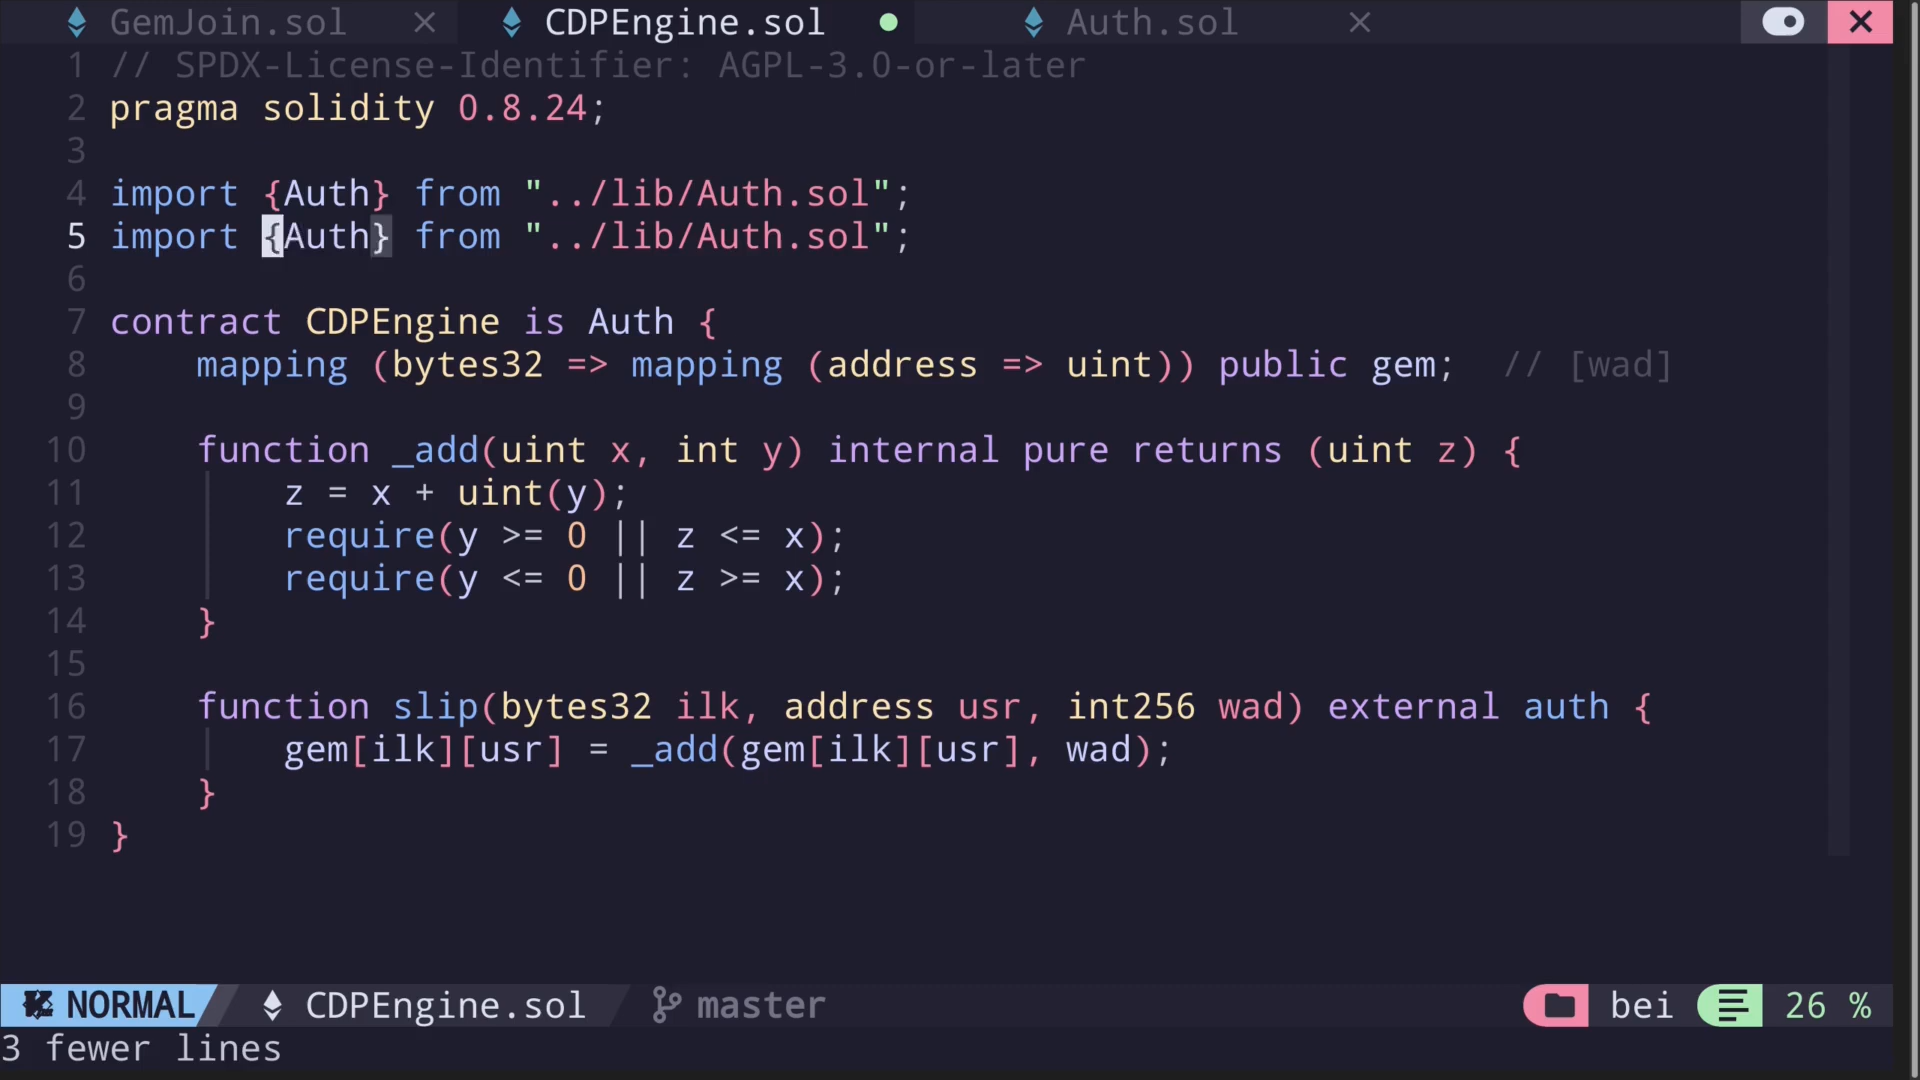 GemJoin.sol
CDPEngine.sol
Auth.sol
1 // SPDX-License-Identifier: AGPL-3.0-or-later
2 pragma solidity 0.8.24;
3
4 import {Auth} from "../lib/Auth.sol";
5 import {Auth} from "../lib/Auth.sol";
6
7 contract CDPEngine is Auth {
8 mapping (bytes32 => mapping (address => uint)) public gem; // [wad]
9
10 function _add(uint x, int y) internal pure returns (uint z) {
11 z = x + uint(y);
12 require(y >= 0 || z <= x);
13 require(y <= 0 || z >= x);
14 }
15
16 function slip(bytes32 ilk, address usr, int256 wad) external auth {
17 gem[ilk][usr] = _add(gem[ilk][usr], wad);
18 }
19 }
NORMAL CDPEngine.sol master bei 26 %
3 fewer lines